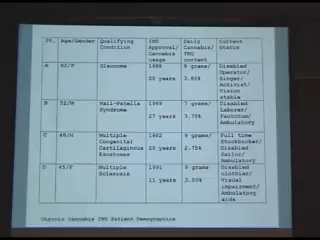 Pt. Age/Gender Qualifying Condition IND Approval/ Cannabis usage Daily Cannabis/ THC content Current Status
A 62/F Glaucoma 1988 25 years 8 grams/ 3.80% Disabled Operator/ Singer/ Activist/ Vision stable
B 52/M Nail-Patella Syndrome 1989 27 years 7 grams/ 3.75% Disabled Laborer/ Factotum/ Ambulatory
C 48/M Multiple Congenital Cartilaginous Exostoses 1982 26 years 9 grams/ 2.75% Full time Stockbroker/ Disabled Sailor/ Ambulatory
D 45/F Multiple Sclerosis 1991 11 years 9 grams 3.50% Disabled clothier/ Visual impairment/ Ambulatory aids
Chronic Cannabis IND Patient Demographics